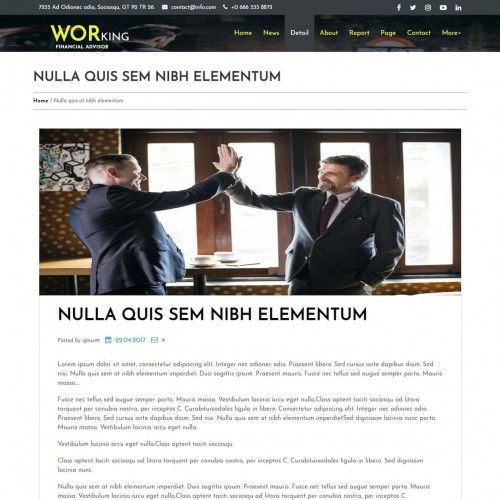 7235 Ad Odionec odio, Sociosqu, GT 92 TR 26. contact@info.com +0 666 555 8872
WORKING
FINANCIAL ADVISOR
Home News Detail About Report Page Contact More+
NULLA QUIS SEM NIBH ELEMENTUM
Home / Nulla quis at nibh elementum
NULLA QUIS SEM NIBH ELEMENTUM
Posted by ipsum 22.04.2017 4
Lorem ipsum dolor sit amet, consectetur adipiscing elit. Integer nec odionec odio. Praesent libero. Sed cursus ante dapibus diam. Sed
nisi. Nulla quis sem at nibh elementum imperdiet. Duis sagittis ipsum. Praesent mauris. Fusce nec tellus sed augue semper porta. Mauris
massa....
Fusce nec tellus sed augue semper porta. Mauris massa. Vestibulum lacinia arcu eget nulla.Class aptent taciti sociosqu ad litora
torquent per conubia nostra, per inceptos C. Curabitursodales ligula in libero. Consectetur adipiscing elit. Integer nec odionec odio.
Praesent libero. Sed cursus ante dapibus diam. Sed. nisi. Nulla quis sem at nibh elementum imperdietSed dignissim lacinia nunc porta.
Mauris massa. Vestibulum lacinia arcu eget nulla.
Vestibulum lacinia arcu eget nulla.Class aptent taciti sociosqu.
Class aptent taciti sociosqu ad litora torquent per conubia nostra, per inceptos C. Curabitursodales ligula in libero. Sed dignissim
lacinia nunc.
Nulla quis sem at nibh elementum imperdiet. Duis sagittis ipsum. Praesent mauris. Fusce nec tellus sed augue semper porta. Mauris
massa. Vestibulum lacinia arcu eget nulla.Class aptent taciti sociosqu ad litora torquent per conubia nostra, per inceptos C.